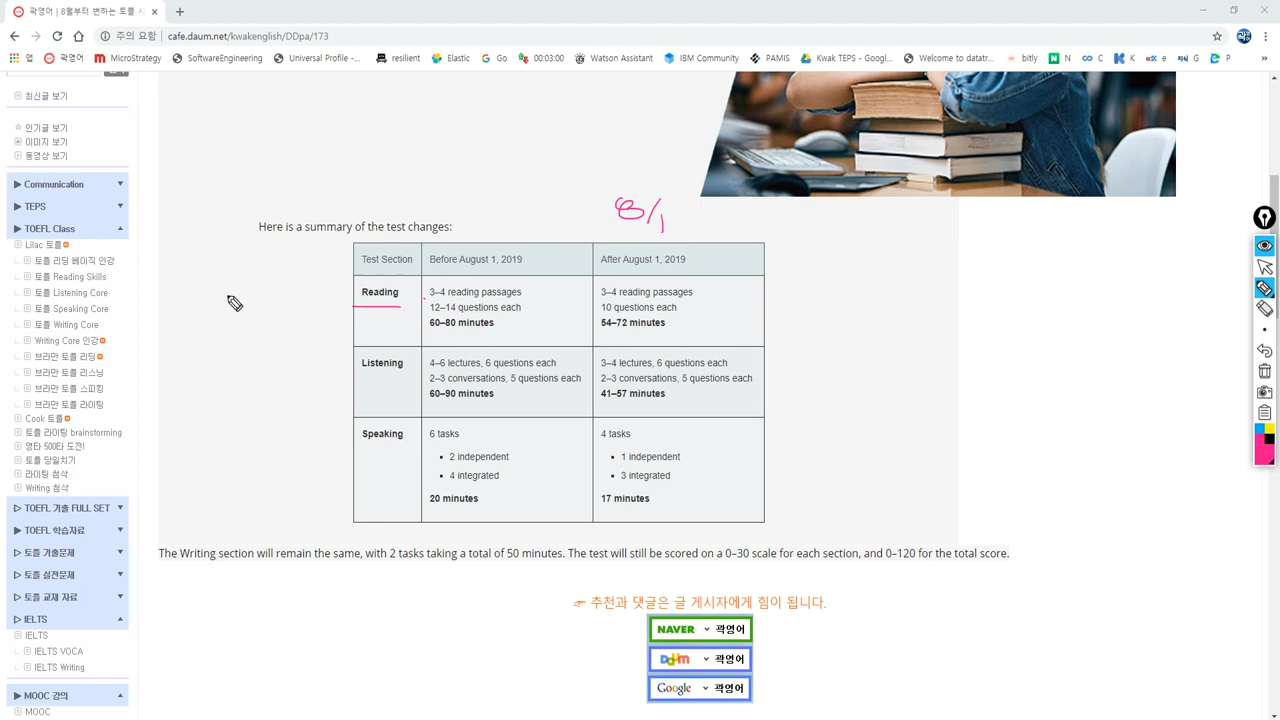 곽영어 | 8월부터 변하는 토플 시
주의 요함
cafe.daum.net/kwakenglish/DDpa/173
앱
곽영어
MicroStrategy
SoftwareEngineering
Universal Profile -...
resilient
Elastic
Go
00:03:00
Watson Assistant
IBM Community
PAMIS
Kwak TEPS - Googl...
Welcome to datatr...
bitly
N
C
K
e
G
P
최신글 보기
인기글 보기
이미지 보기
동영상 보기
Communication
TEPS
TOEFL Class
Lilac 토플
토플 리딩 베이직 인강
토플 Reading Skills
토플 Listening Core
토플 Speaking Core
토플 Writing Core
Writing Core 인강
브라만 토플 리딩
브라만 토플 리스닝
브라만 토플 스피킹
브라만 토플 라이팅
Cook 토플
토플 라이팅 brainstorming
영타 500타 도전!
토플 당일치기
라이팅 첨삭
Writing 첨삭
TOEFL 기출 FULL SET
TOEFL 학습자료
토플 기출문제
토플 실전문제
토플 교재 자료
IELTS
IELTS
IELTS VOCA
IELTS Writing
MOOC 강의
MOOC
8/1
Here is a summary of the test changes:
Test Section Before August 1, 2019 After August 1, 2019
Reading 3–4 reading passages 3–4 reading passages
12–14 questions each 10 questions each
60–80 minutes 54–72 minutes
Listening 4–6 lectures, 6 questions each 3–4 lectures, 6 questions each
2–3 conversations, 5 questions each 2–3 conversations, 5 questions each
60–90 minutes 41–57 minutes
Speaking 6 tasks 4 tasks
2 independent 1 independent
4 integrated 3 integrated
20 minutes 17 minutes
The Writing section will remain the same, with 2 tasks taking a total of 50 minutes. The test will still be scored on a 0–30 scale for each section, and 0–120 for the total score.
☞ 추천과 댓글은 글 게시자에게 힘이 됩니다.
NAVER 곽영어
Daum 곽영어
Google 곽영어